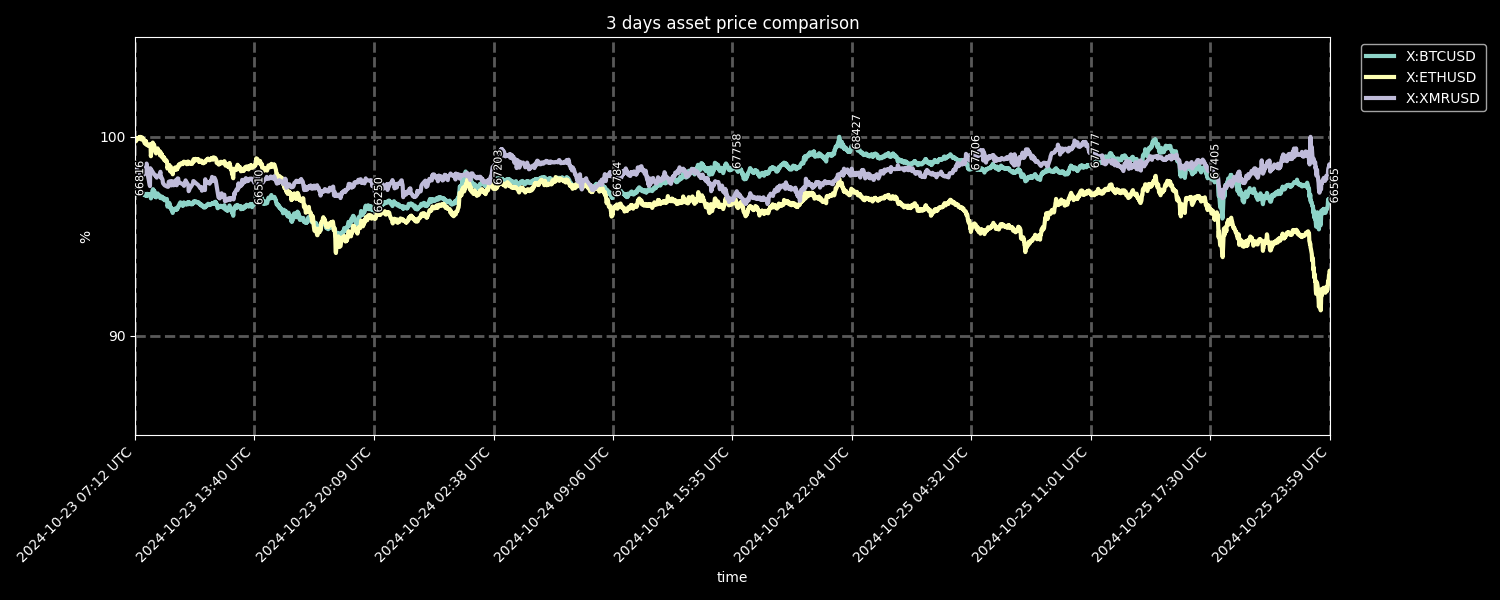 3 days asset price comparison
X:BTCUSD
X:ETHUSD
X:XMRUSD
100
90
%
66816
66510
66250
67203
66784
67758
68427
67706
67777
67405
6565
2024-10-23 07:12 UTC
2024-10-23 13:40 UTC
2024-10-23 20:09 UTC
2024-10-24 02:38 UTC
2024-10-24 09:06 UTC
2024-10-24 15:35 UTC
2024-10-24 22:04 UTC
2024-10-25 04:32 UTC
2024-10-25 11:01 UTC
2024-10-25 17:30 UTC
2024-10-25 23:59 UTC
time